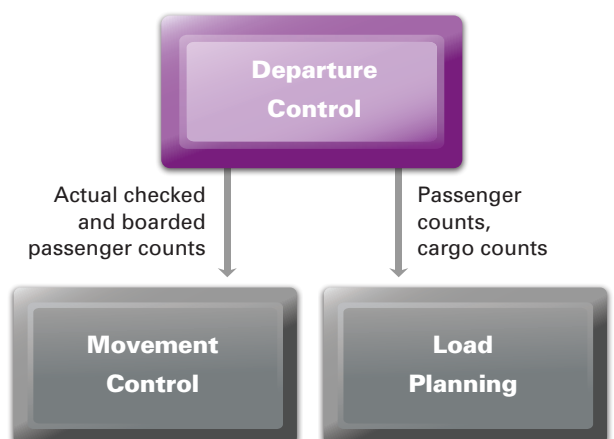 Departure
Control
Actual checked
and boarded
passenger counts
Passenger
counts,
cargo counts
Movement
Control
Load
Planning